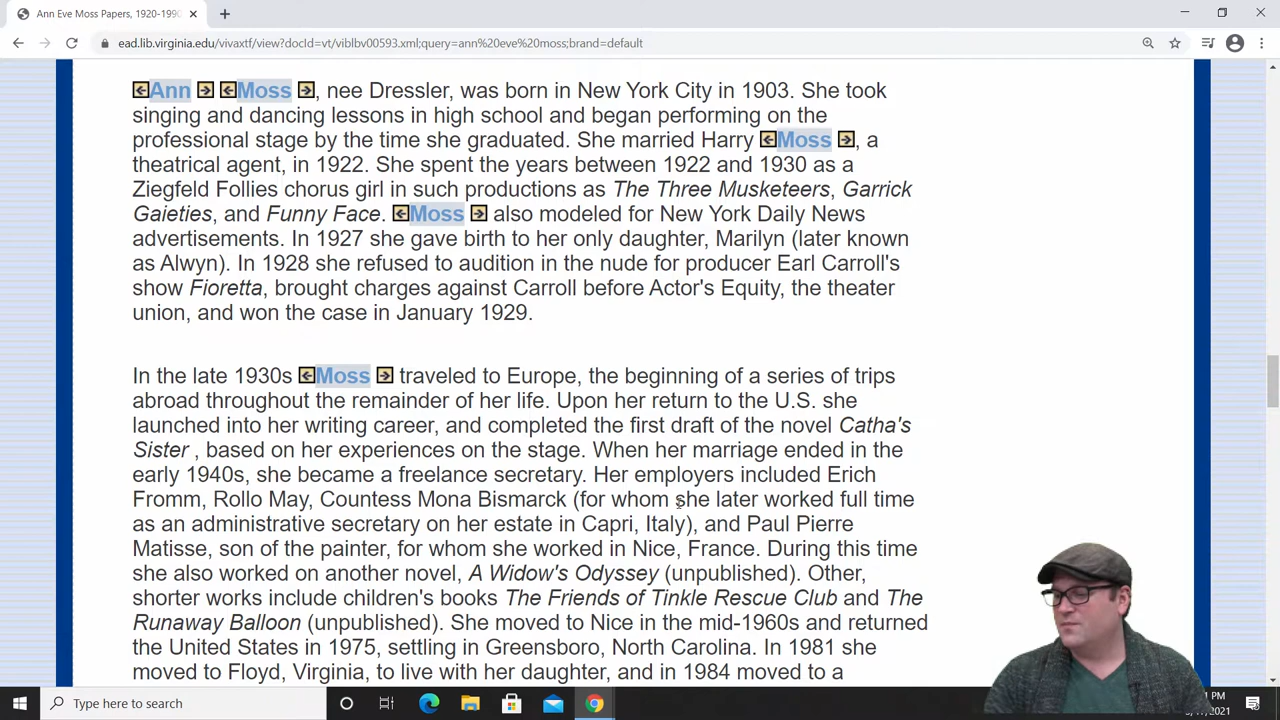 Ann Eve Moss Papers, 1920-1990
ead.lib.virginia.edu/vivaxtf/view?docId=vt/viblbv00593.xml;query=ann%20eve%20moss;brand=default
Ann Moss, nee Dressler, was born in New York City in 1903. She took
singing and dancing lessons in high school and began performing on the
professional stage by the time she graduated. She married Harry Moss, a
theatrical agent, in 1922. She spent the years between 1922 and 1930 as a
Ziegfeld Follies chorus girl in such productions as The Three Musketeers, Garrick
Gaieties, and Funny Face. Moss also modeled for New York Daily News
advertisements. In 1927 she gave birth to her only daughter, Marilyn (later known
as Alwyn). In 1928 she refused to audition in the nude for producer Earl Carroll's
show Fioretta, brought charges against Carroll before Actor's Equity, the theater
union, and won the case in January 1929.
In the late 1930s Moss traveled to Europe, the beginning of a series of trips
abroad throughout the remainder of her life. Upon her return to the U.S. she
launched into her writing career, and completed the first draft of the novel Catha's
Sister , based on her experiences on the stage. When her marriage ended in the
early 1940s, she became a freelance secretary. Her employers included Erich
Fromm, Rollo May, Countess Mona Bismarck (for whom she later worked full time
as an administrative secretary on her estate in Capri, Italy), and Paul Pierre
Matisse, son of the painter, for whom she worked in Nice, France. During this time
she also worked on another novel, A Widow's Odyssey (unpublished). Other,
shorter works include children's books The Friends of Tinkle Rescue Club and The
Runaway Balloon (unpublished). She moved to Nice in the mid-1960s and returned
the United States in 1975, settling in Greensboro, North Carolina. In 1981 she
moved to Floyd, Virginia, to live with her daughter, and in 1984 moved to a
Type here to search